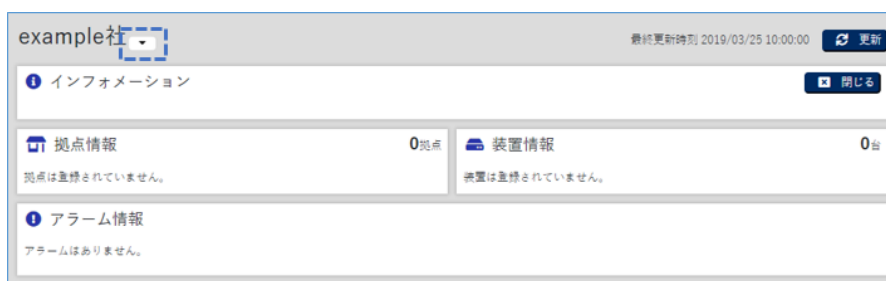 example社
最終更新時刻 2019/03/25 10:00:00 更新
インフォメーション 閉じる
拠点情報 0拠点
拠点は登録されていません。
装置情報 0台
装置は登録されていません。
アラーム情報
アラームはありません。